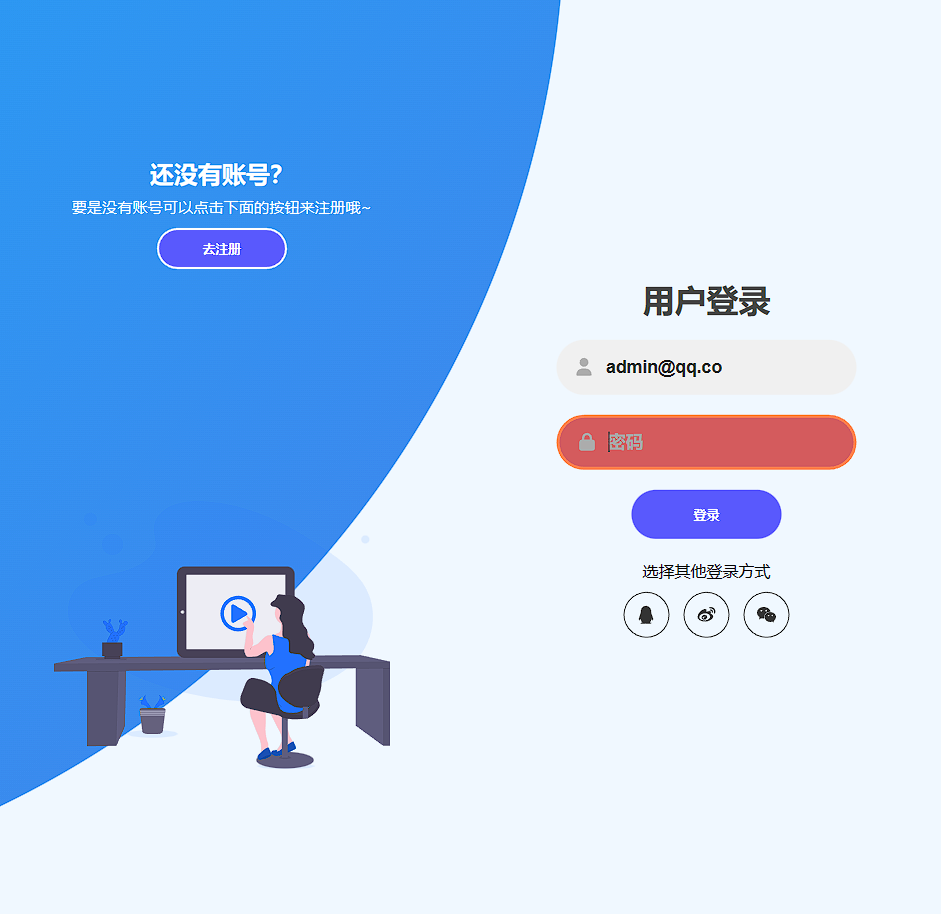 还没有账号?
要是没有账号可以点击下面的按钮来注册哦~
去注册
用户登录
admin@qq.co
密码
登录
选择其他登录方式